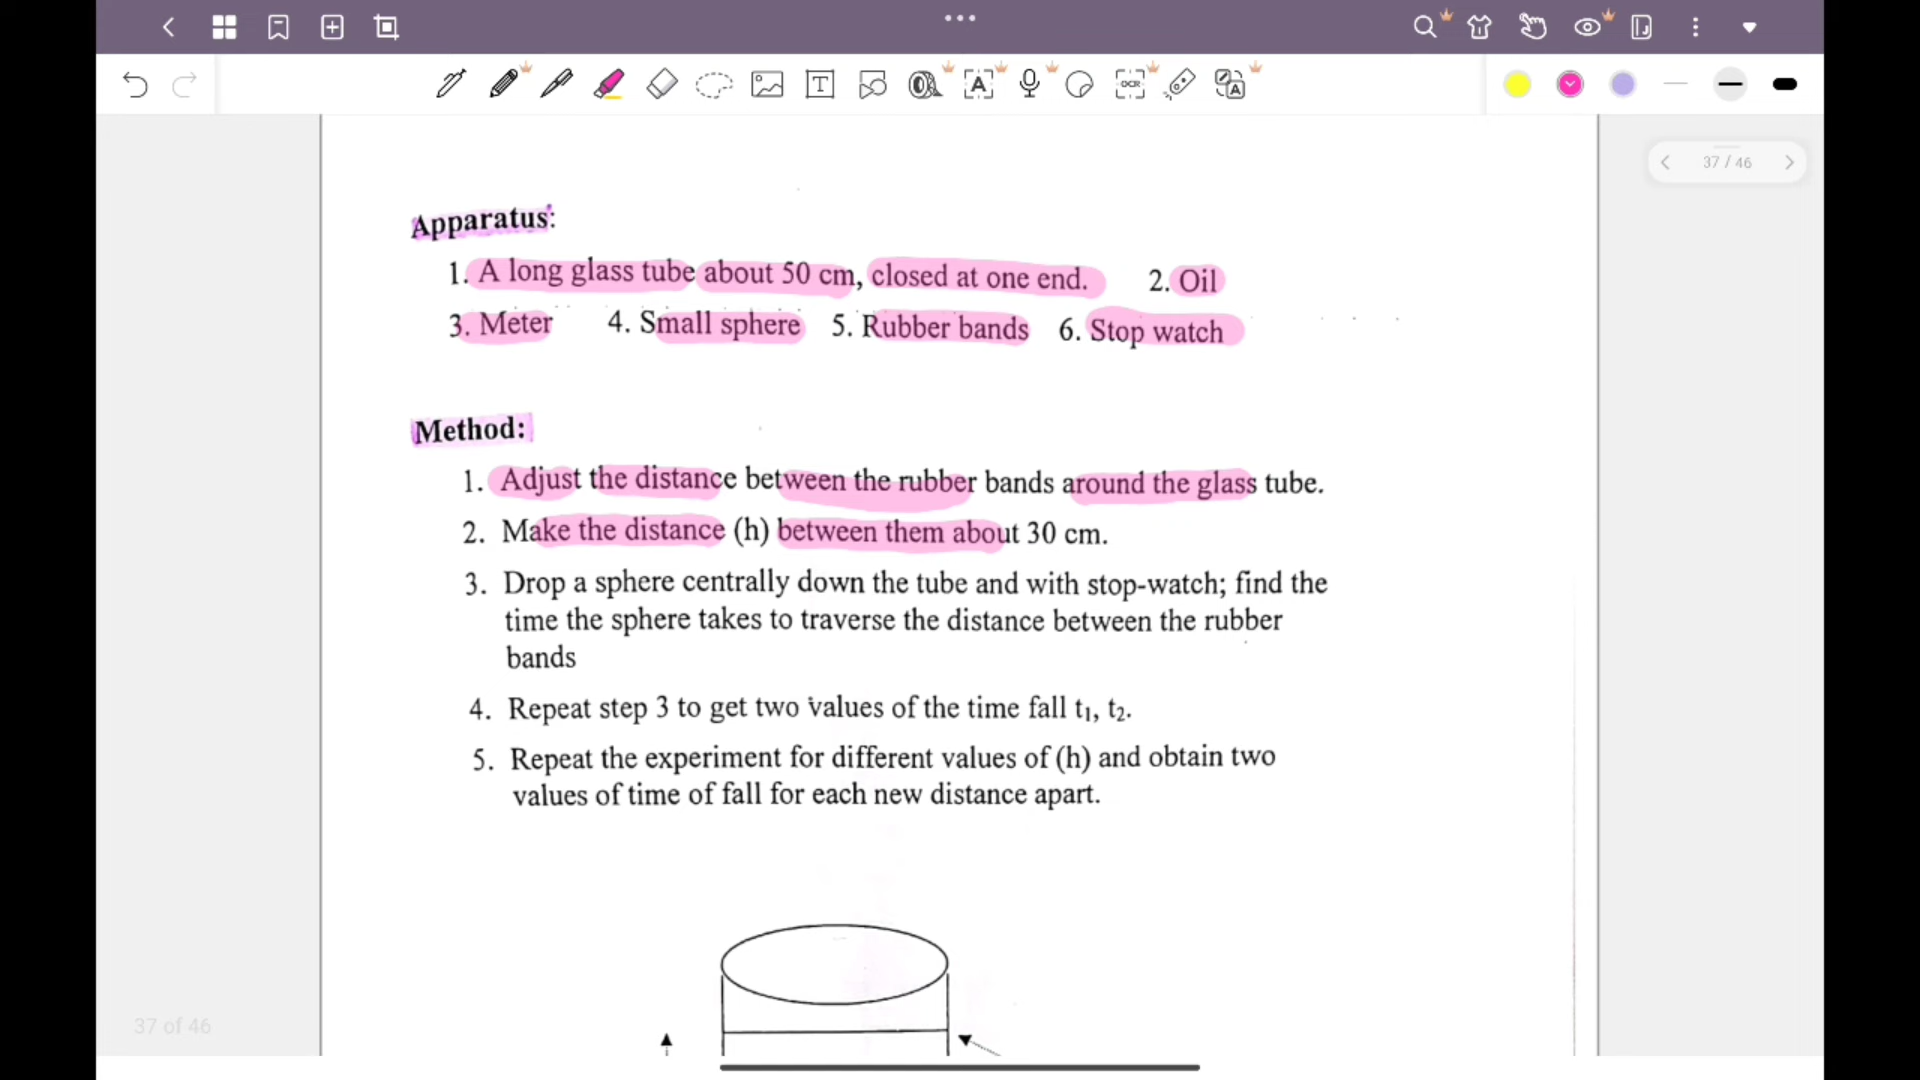 37 / 46
Apparatus:
1. A long glass tube about 50 cm, closed at one end. 2. Oil
3. Meter 4. Small sphere 5. Rubber bands 6. Stop watch
Method:
1. Adjust the distance between the rubber bands around the glass tube.
2. Make the distance (h) between them about 30 cm.
3. Drop a sphere centrally down the tube and with stop-watch; find the
time the sphere takes to traverse the distance between the rubber
bands
4. Repeat step 3 to get two values of the time fall t₁, t₂.
5. Repeat the experiment for different values of (h) and obtain two
values of time of fall for each new distance apart.
37 of 46